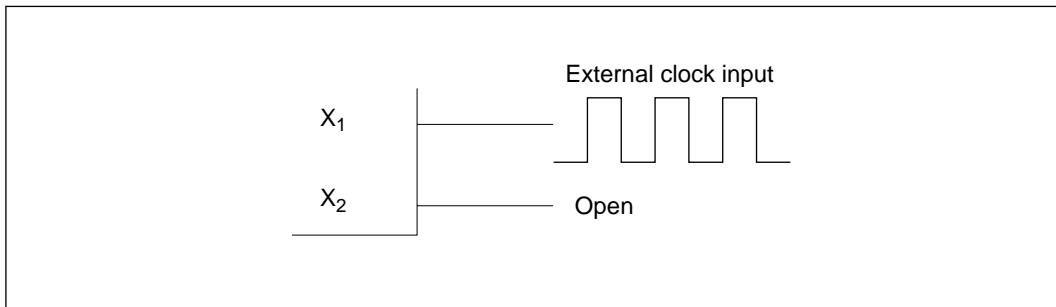 External clock input
X₁
X₂
Open